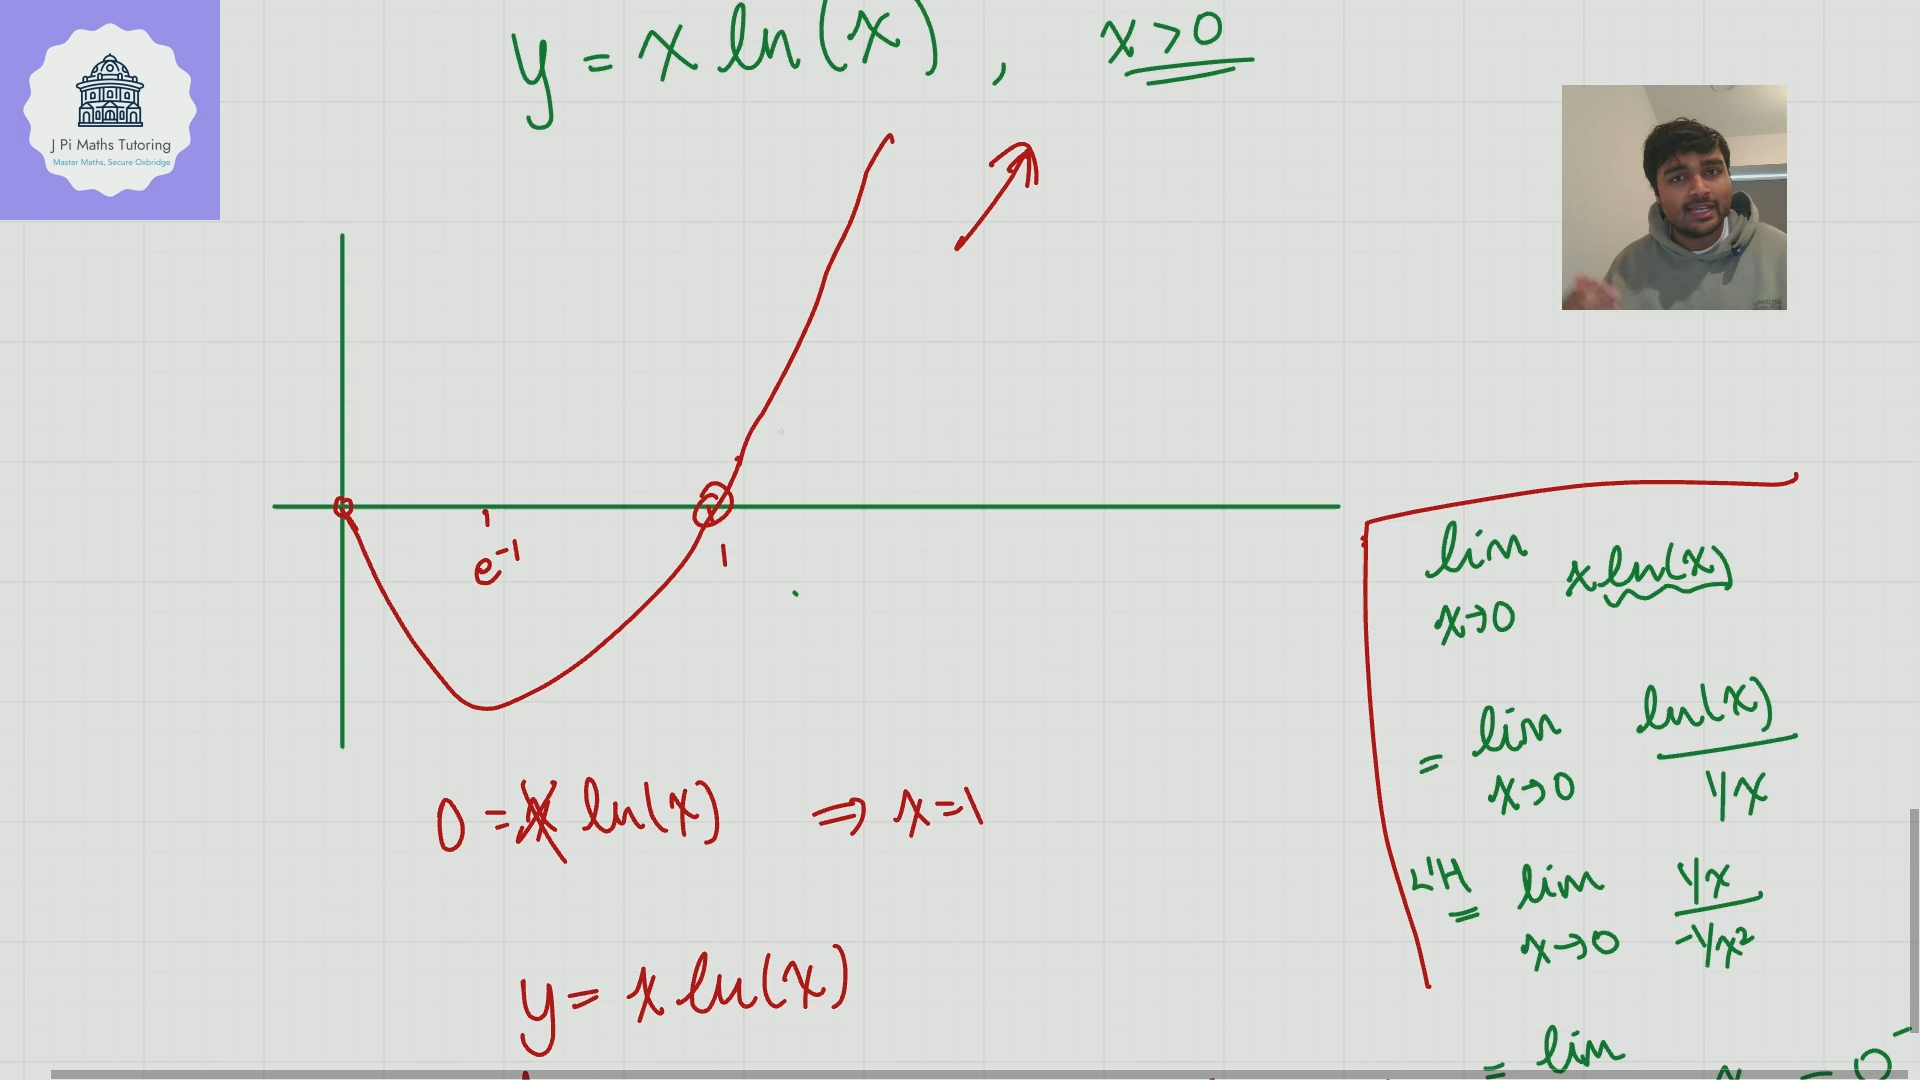 y = x ln(x) , x>0
J Pi Maths Tutoring
Master Maths, Secure Oxbridge
e⁻¹
1
0 = x ln(x) ⇒ x=1
y = x ln(x)
lim x→0 x ln(x)
= lim x→0 ln(x) / 1/x
L'H = lim x→0 1/x / -1/x²
= lim